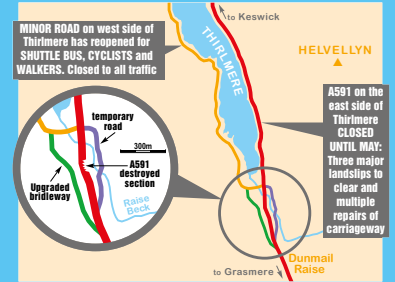 to Keswick
MINOR ROAD on west side of
Thirlmere has reopened for
SHUTTLE BUS, CYCLISTS and
WALKERS. Closed to all traffic
THIRLMERE
HELVELLYN
A591 on the
east side of
Thirlmere
CLOSED
UNTIL MAY:
Three major
landslips to
clear and
multiple
repairs of
carriageway
temporary
road
300m
A591
destroyed
section
Upgraded
bridleway
Raise
Beck
Dunmail
Raise
to Grasmere